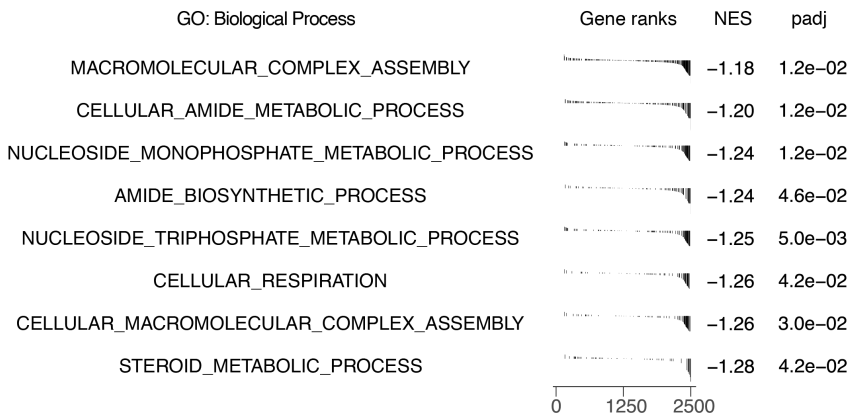 GO: Biological Process Gene ranks NES padj
MACROMOLECULAR_COMPLEX_ASSEMBLY −1.18 1.2e−02
CELLULAR_AMIDE_METABOLIC_PROCESS −1.20 1.2e−02
NUCLEOSIDE_MONOPHOSPHATE_METABOLIC_PROCESS −1.24 1.2e−02
AMIDE_BIOSYNTHETIC_PROCESS −1.24 4.6e−02
NUCLEOSIDE_TRIPHOSPHATE_METABOLIC_PROCESS −1.25 5.0e−03
CELLULAR_RESPIRATION −1.26 4.2e−02
CELLULAR_MACROMOLECULAR_COMPLEX_ASSEMBLY −1.26 3.0e−02
STEROID_METABOLIC_PROCESS −1.28 4.2e−02
0 1250 2500